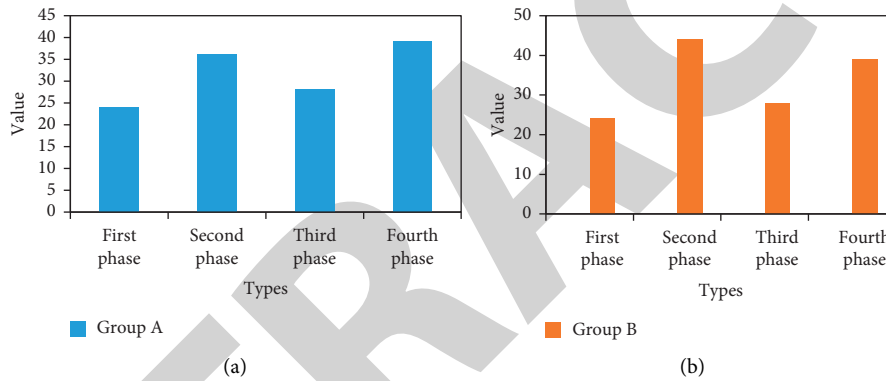 45
40
35
30
25
20
15
10
5
0
Value
First phase
Second phase
Third phase
Fourth phase
Types
Group A
(a)
50
40
30
20
10
0
Value
First phase
Second phase
Third phase
Fourth phase
Types
Group B
(b)
TRAC